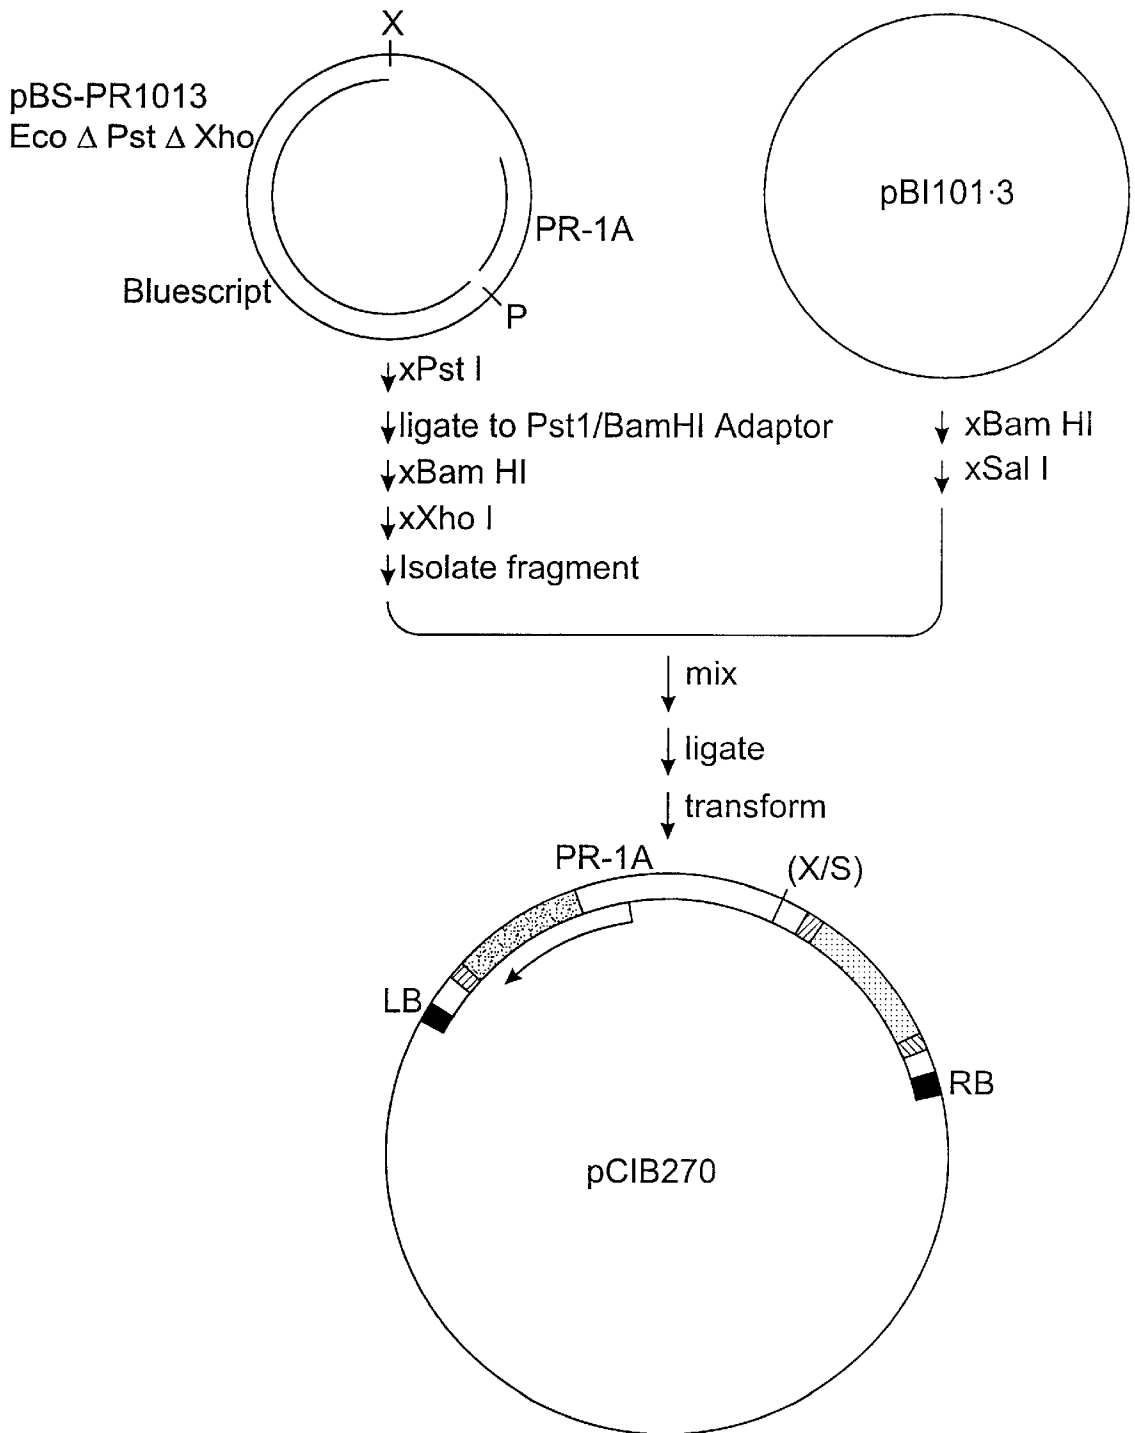 X
pBS-PR1013
Eco Δ Pst Δ Xho
pBI101·3
PR-1A
Bluescript
P
xPst I
ligate to Pst1/BamHI Adaptor
xBam HI
xXho I
Isolate fragment
xBam HI
xSal I
mix
ligate
transform
PR-1A
(X/S)
LB
RB
pCIB270